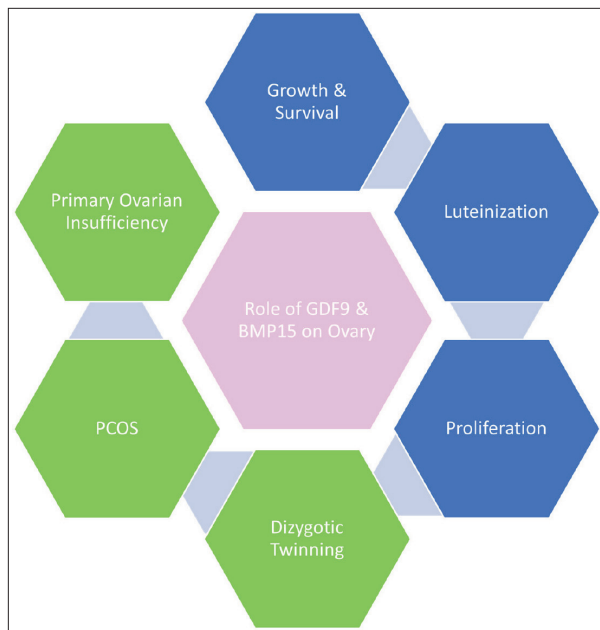 Growth &
Survival
Luteinization
Proliferation
Dizygotic
Twinning
PCOS
Primary Ovarian
Insufficiency
Role of GDF9 &
BMP15 on Ovary